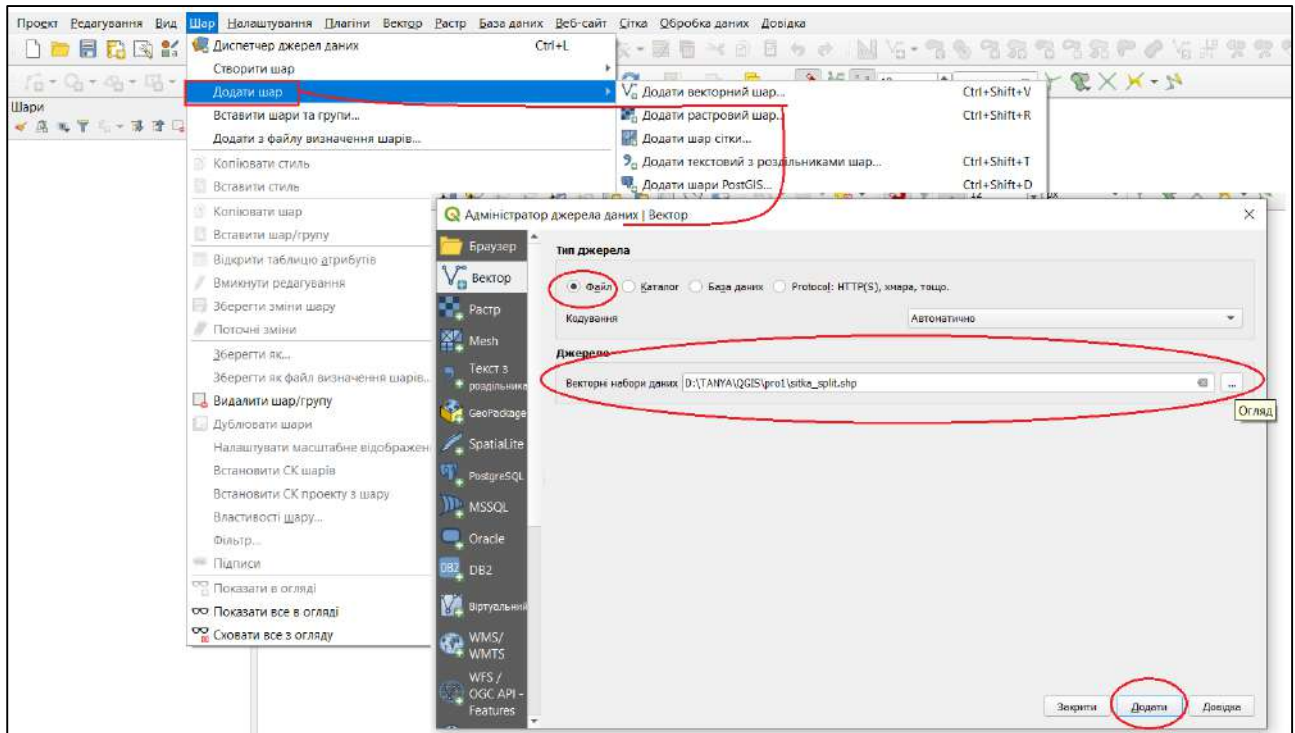 Проєкт Редагування Вид Шар Налаштування Плагіни Вектор Растр База даних Веб-сайт Сітка Обробка даних Довідка
Шари
Диспетчер джерел даних Ctrl+L
Створити шар
Додати шар
Вставити шари та групи...
Додати з файлу визначення шарів...
Копіювати стиль
Вставити стиль
Копіювати шар
Вставити шар/групу
Відкрити таблицю атрибутів
Вмикнути редагування
Зберегти зміни шару
Поточні зміни
Зберегти як...
Зберегти як файл визначення шарів...
Видалити шар/групу
Дублювати шари
Налаштувати масштабне відображен
Встановити СК шарів
Встановити СК проекту з шару
Властивості шару...
Фільтр...
Підписи
Показати в огляді
Показати все в огляді
Сховати все з огляду
Додати векторний шар... Ctrl+Shift+V
Додати растровий шар... Ctrl+Shift+R
Додати шар сітки...
Додати текстовий з роздільниками шар... Ctrl+Shift+T
Додати шари PostGIS... Ctrl+Shift+D
Адміністратор джерела даних | Вектор
Браузер
Вектор
Растр
Mesh
Текст з
роздільника
GeoPackage
SpatiaLite
PostgreSQL
MSSQL
Oracle
DB2
DB2
Віртуальний
WMS/
WMTS
WFS /
OGC API -
Features
Тип джерела
Файл Каталог База даних Protocol: HTTP(S), хмара, тощо.
Кодування Автоматично
Джерело
Векторні набори даних D:\TANYA\QGIS\pro1\sitka_split.shp ...
Огляд
Закрити Додати Довідка